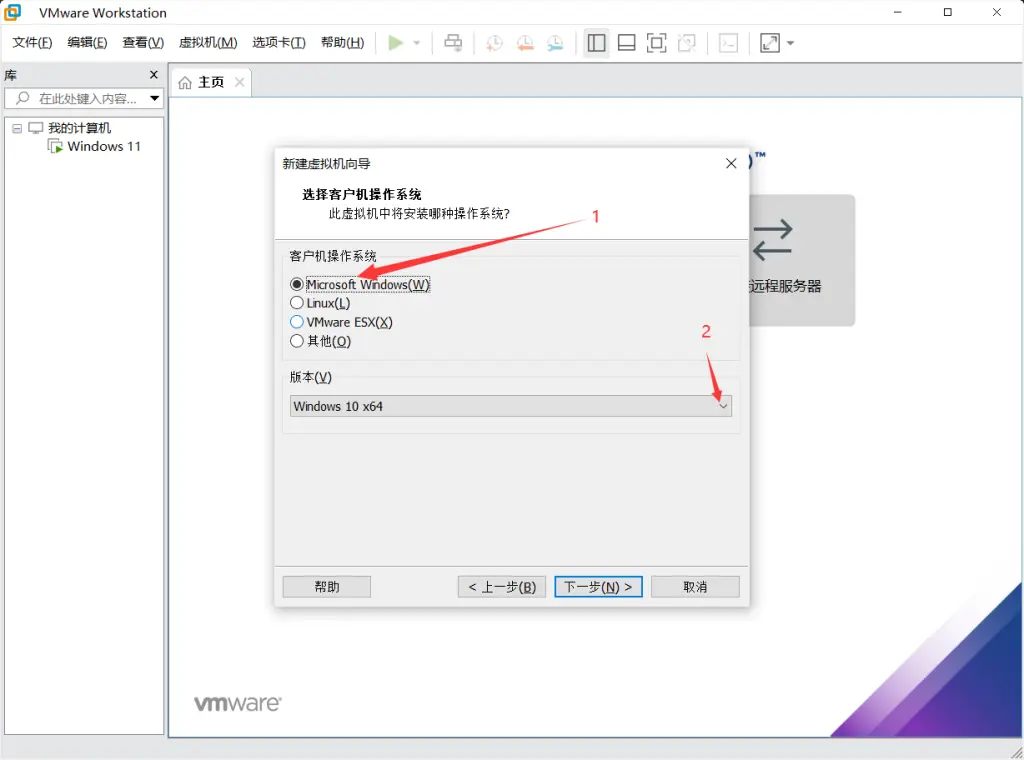 VMware Workstation
文件(F) 编辑(E) 查看(V) 虚拟机(M) 选项卡(T) 帮助(H)
库
在此处键入内容...
我的计算机
Windows 11
主页
™
远程服务器
新建虚拟机向导
选择客户机操作系统
此虚拟机中将安装哪种操作系统?
1
客户机操作系统
Microsoft Windows(W)
Linux(L)
VMware ESX(X)
其他(O)
2
版本(V)
Windows 10 x64
帮助 < 上一步(B) 下一步(N) > 取消
vmware®